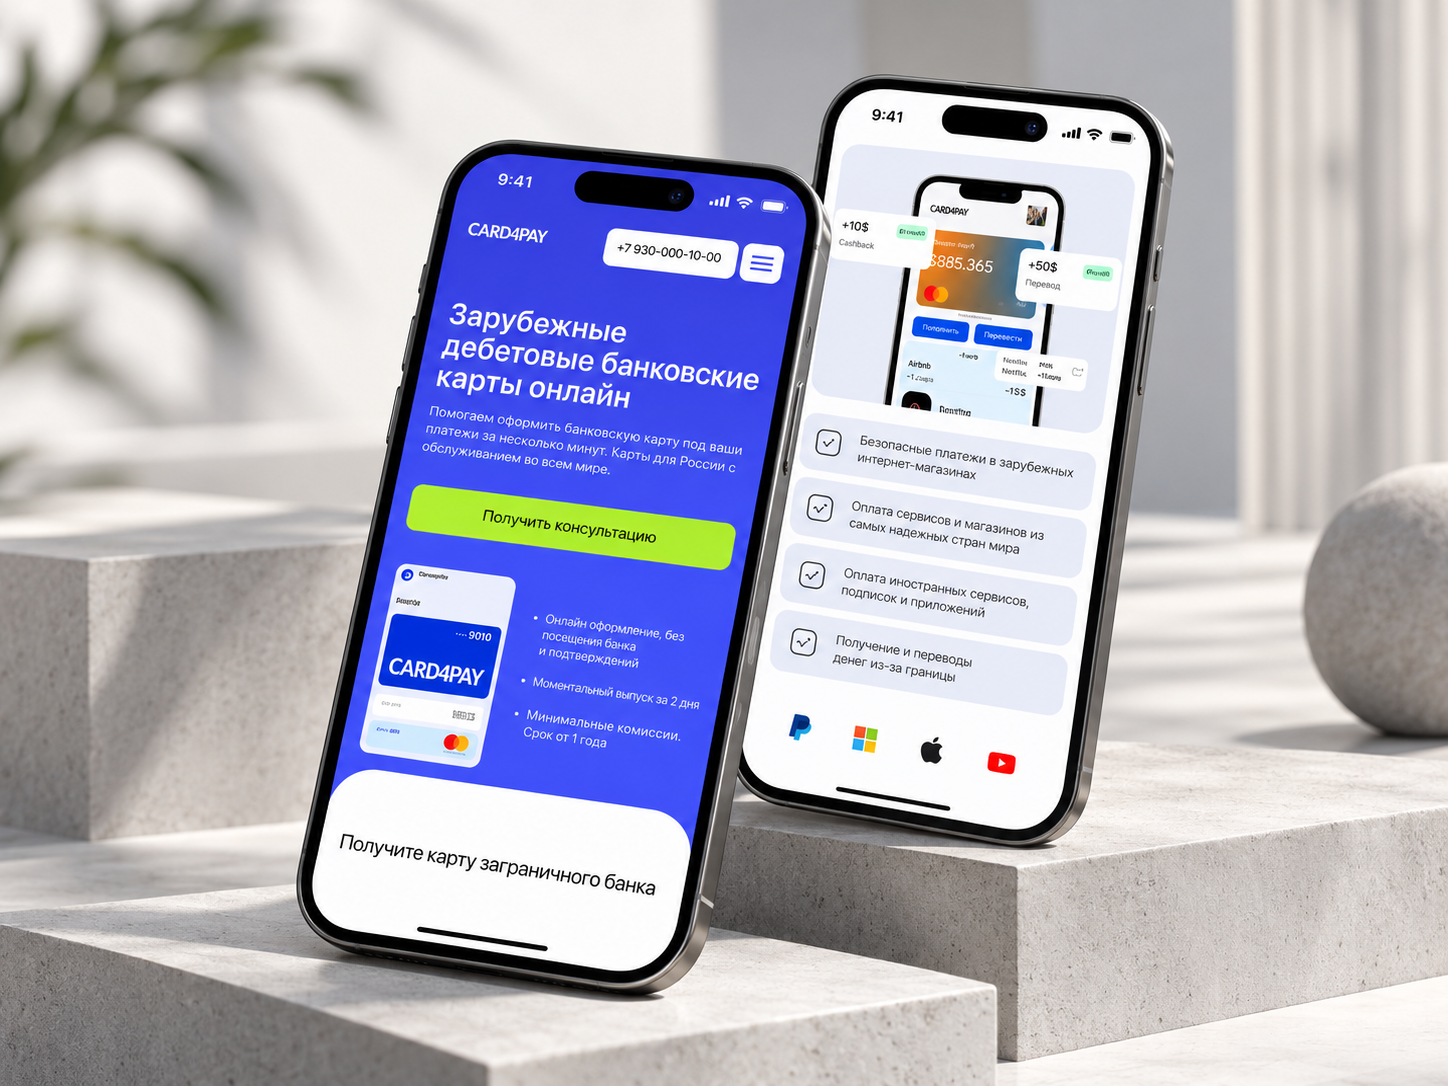 9:41
CARD4PAY
+7 930-000-10-00
Зарубежные
дебетовые банковские
карты онлайн
Помогаем оформить банковскую карту под ваши
платежи за несколько минут. Карты для России с
обслуживанием во всем мире.
Получить консультацию
•••• 9010
CARD4PAY
• Онлайн оформление, без
посещения банка
и подтверждений
• Моментальный выпуск за 2 дня
• Минимальные комиссии.
Срок от 1 года
Получите карту заграничного банка
9:41
CARD4PAY
+10$
Cashback
$885.365
+50$
Перевод
Пополнить
Перевести
Airbnb
Netflix
-1S$
Безопасные платежи в зарубежных
интернет-магазинах
Оплата сервисов и магазинов из
самых надежных стран мира
Оплата иностранных сервисов,
подписок и приложений
Получение и переводы
денег из-за границы